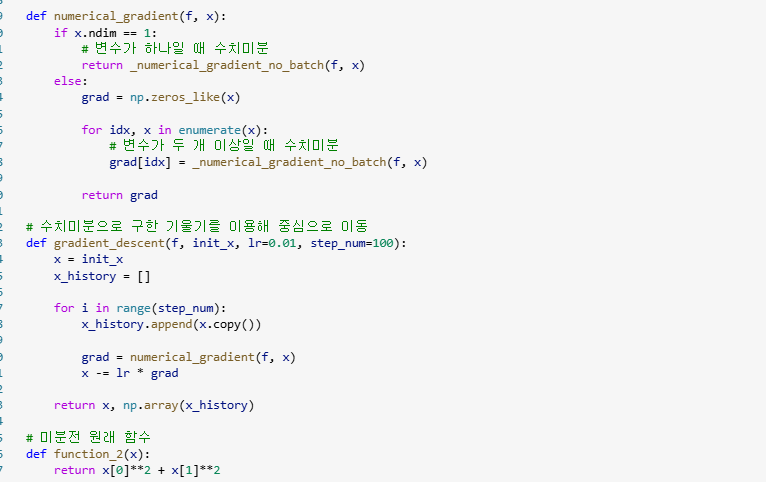 def numerical_gradient(f, x):
    if x.ndim == 1:
        # 변수가 하나일 때 수치미분
        return _numerical_gradient_no_batch(f, x)
    else:
        grad = np.zeros_like(x)

        for idx, x in enumerate(x):
            # 변수가 두 개 이상일 때 수치미분
            grad[idx] = _numerical_gradient_no_batch(f, x)

        return grad

# 수치미분으로 구한 기울기를 이용해 중심으로 이동
def gradient_descent(f, init_x, lr=0.01, step_num=100):
    x = init_x
    x_history = []

    for i in range(step_num):
        x_history.append(x.copy())

        grad = numerical_gradient(f, x)
        x -= lr * grad

    return x, np.array(x_history)

# 미분전 원래 함수
def function_2(x):
    return x[0]**2 + x[1]**2